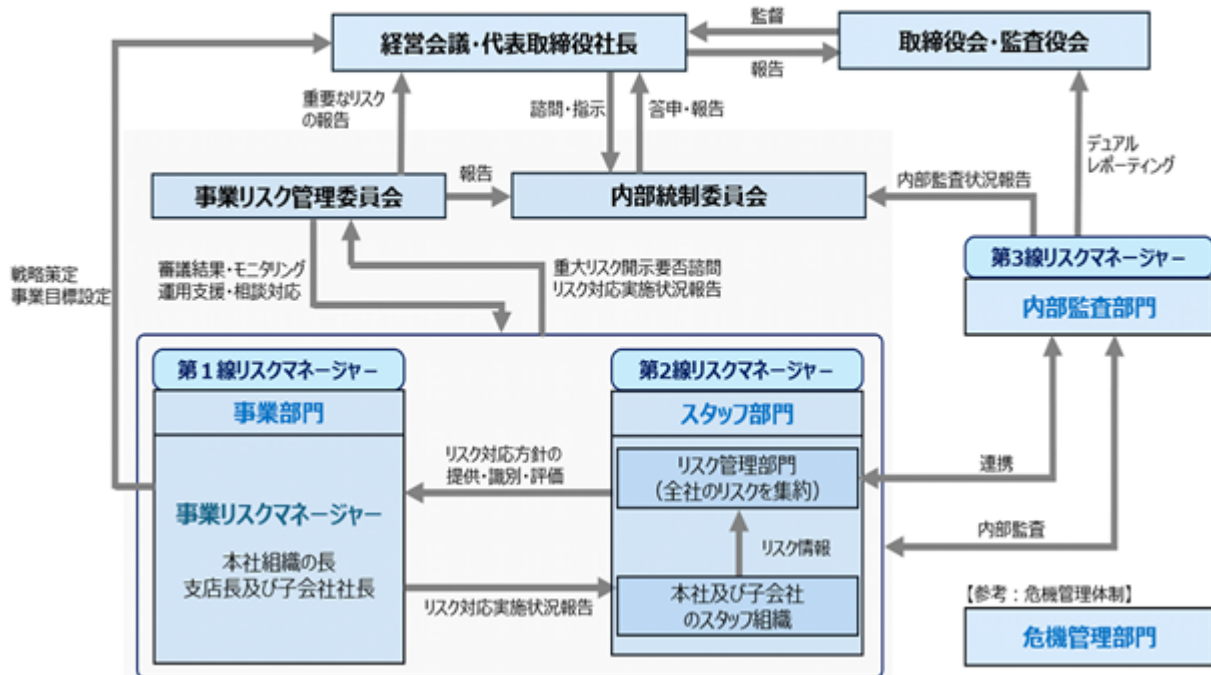 監督
経営会議・代表取締役社長
取締役会・監査役会
報告
重要なリスク
の報告
諮問・指示
答申・報告
デュアル
レポーティング
報告
内部監査状況報告
事業リスク管理委員会
内部統制委員会
戦略策定
事業目標設定
審議結果・モニタリング
運用支援・相談対応
重大リスク開示要否諮問
リスク対応実施状況報告
第3線リスクマネージャー
内部監査部門
第1線リスクマネージャー
事業部門
第2線リスクマネージャー
スタッフ部門
リスク対応方針の
提供・識別・評価
リスク管理部門
(全社のリスクを集約)
連携
事業リスクマネージャー
本社組織の長
支店長及び子会社社長
リスク情報
内部監査
リスク対応実施状況報告
本社及び子会社
のスタッフ組織
【参考:危機管理体制】
危機管理部門